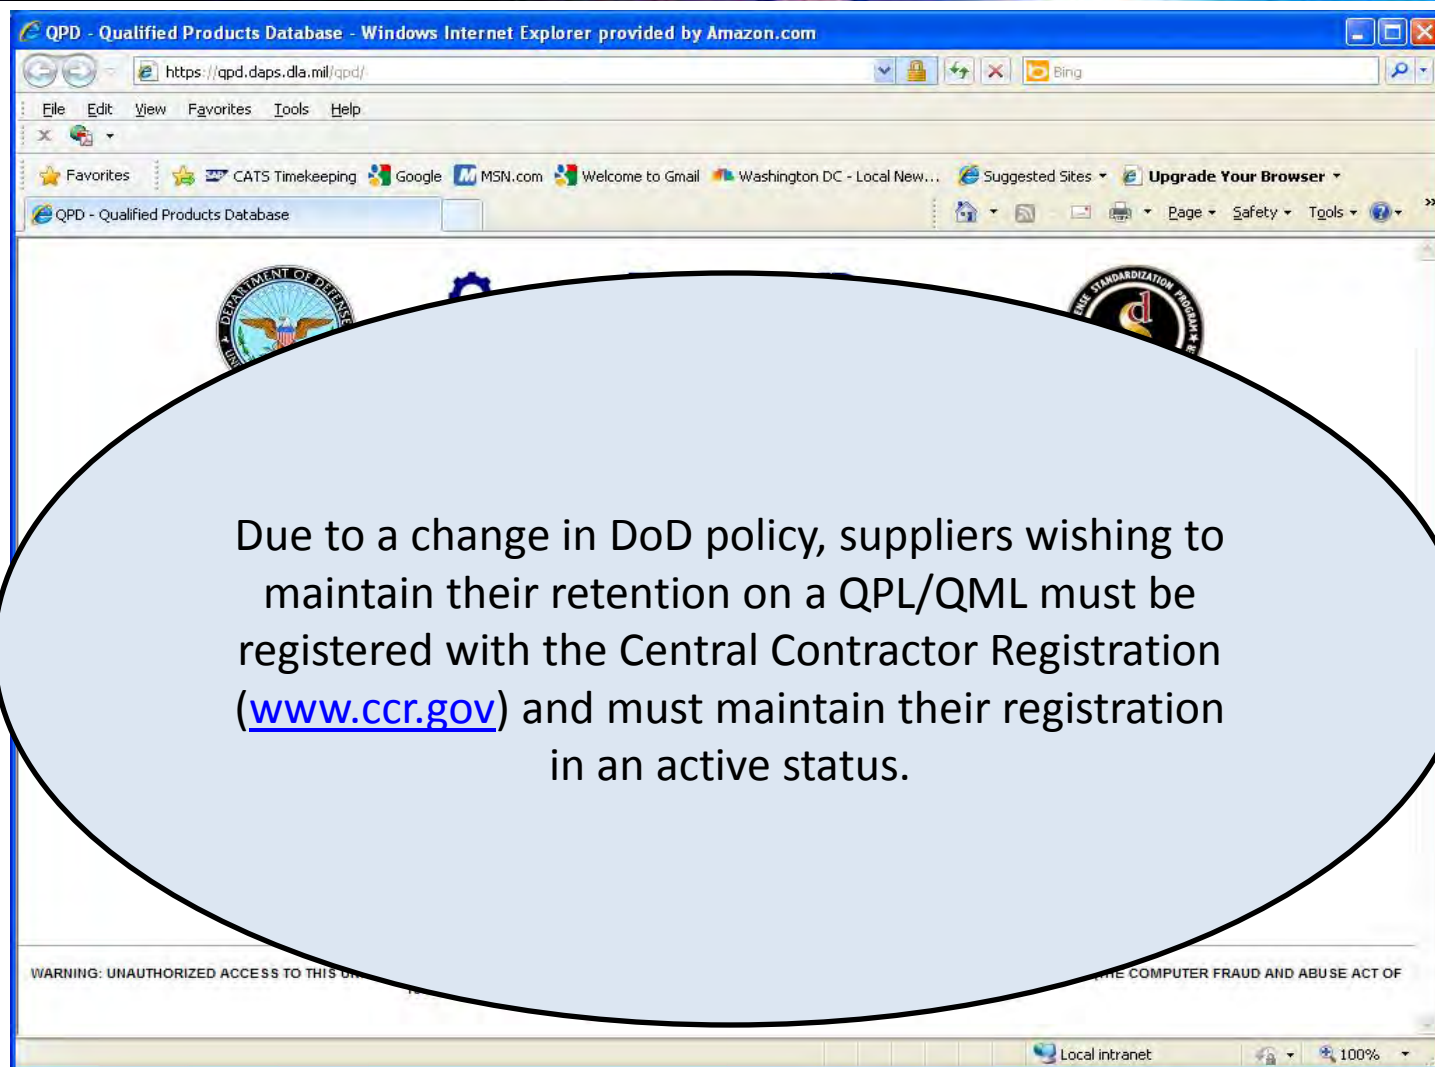 QPD - Qualified Products Database - Windows Internet Explorer provided by Amazon.com
https://qpd.daps.dla.mil/qpd/
Bing
File Edit View Favorites Tools Help
Favorites CATS Timekeeping Google MSN.com Welcome to Gmail Washington DC - Local New... Suggested Sites Upgrade Your Browser
QPD - Qualified Products Database Page Safety Tools
DEPARTMENT OF DEFENSE
STANDARDIZATION PROGRAM
Due to a change in DoD policy, suppliers wishing to
maintain their retention on a QPL/QML must be
registered with the Central Contractor Registration
(www.ccr.gov) and must maintain their registration
in an active status.
WARNING: UNAUTHORIZED ACCESS TO THIS COMPUTER FRAUD AND ABUSE ACT OF
Local intranet 100%